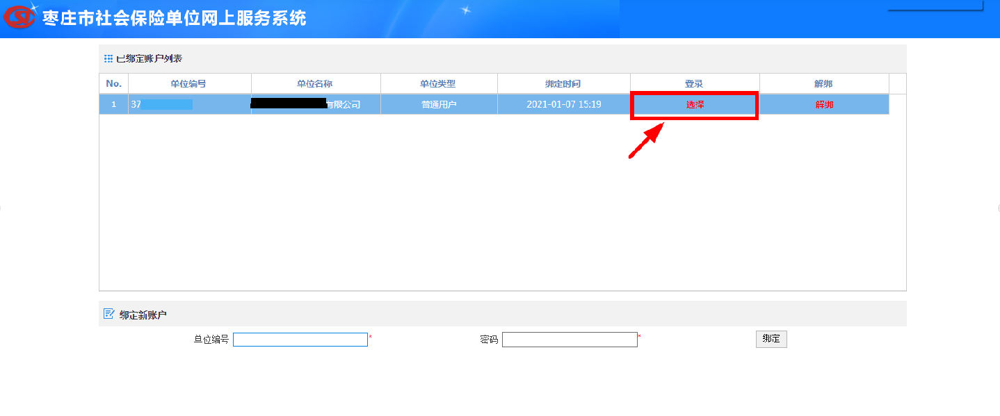 枣庄市社会保险单位网上服务系统
已绑定账户列表
No. 单位编号 单位名称 单位类型 绑定时间 登录 解绑
1 37 有限公司 普通用户 2021-01-07 15:19 选择 解绑
绑定新账户
单位编号 * 密码 * 绑定